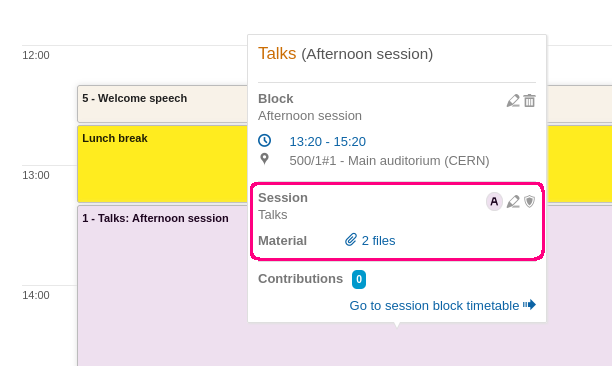 12:00
5 - Welcome speech
Lunch break
13:00
1 - Talks: Afternoon session
14:00
Talks (Afternoon session)
Block
Afternoon session
13:20 - 15:20
500/1#1 - Main auditorium (CERN)
Session A
Talks
Material 2 files
Contributions 0
Go to session block timetable